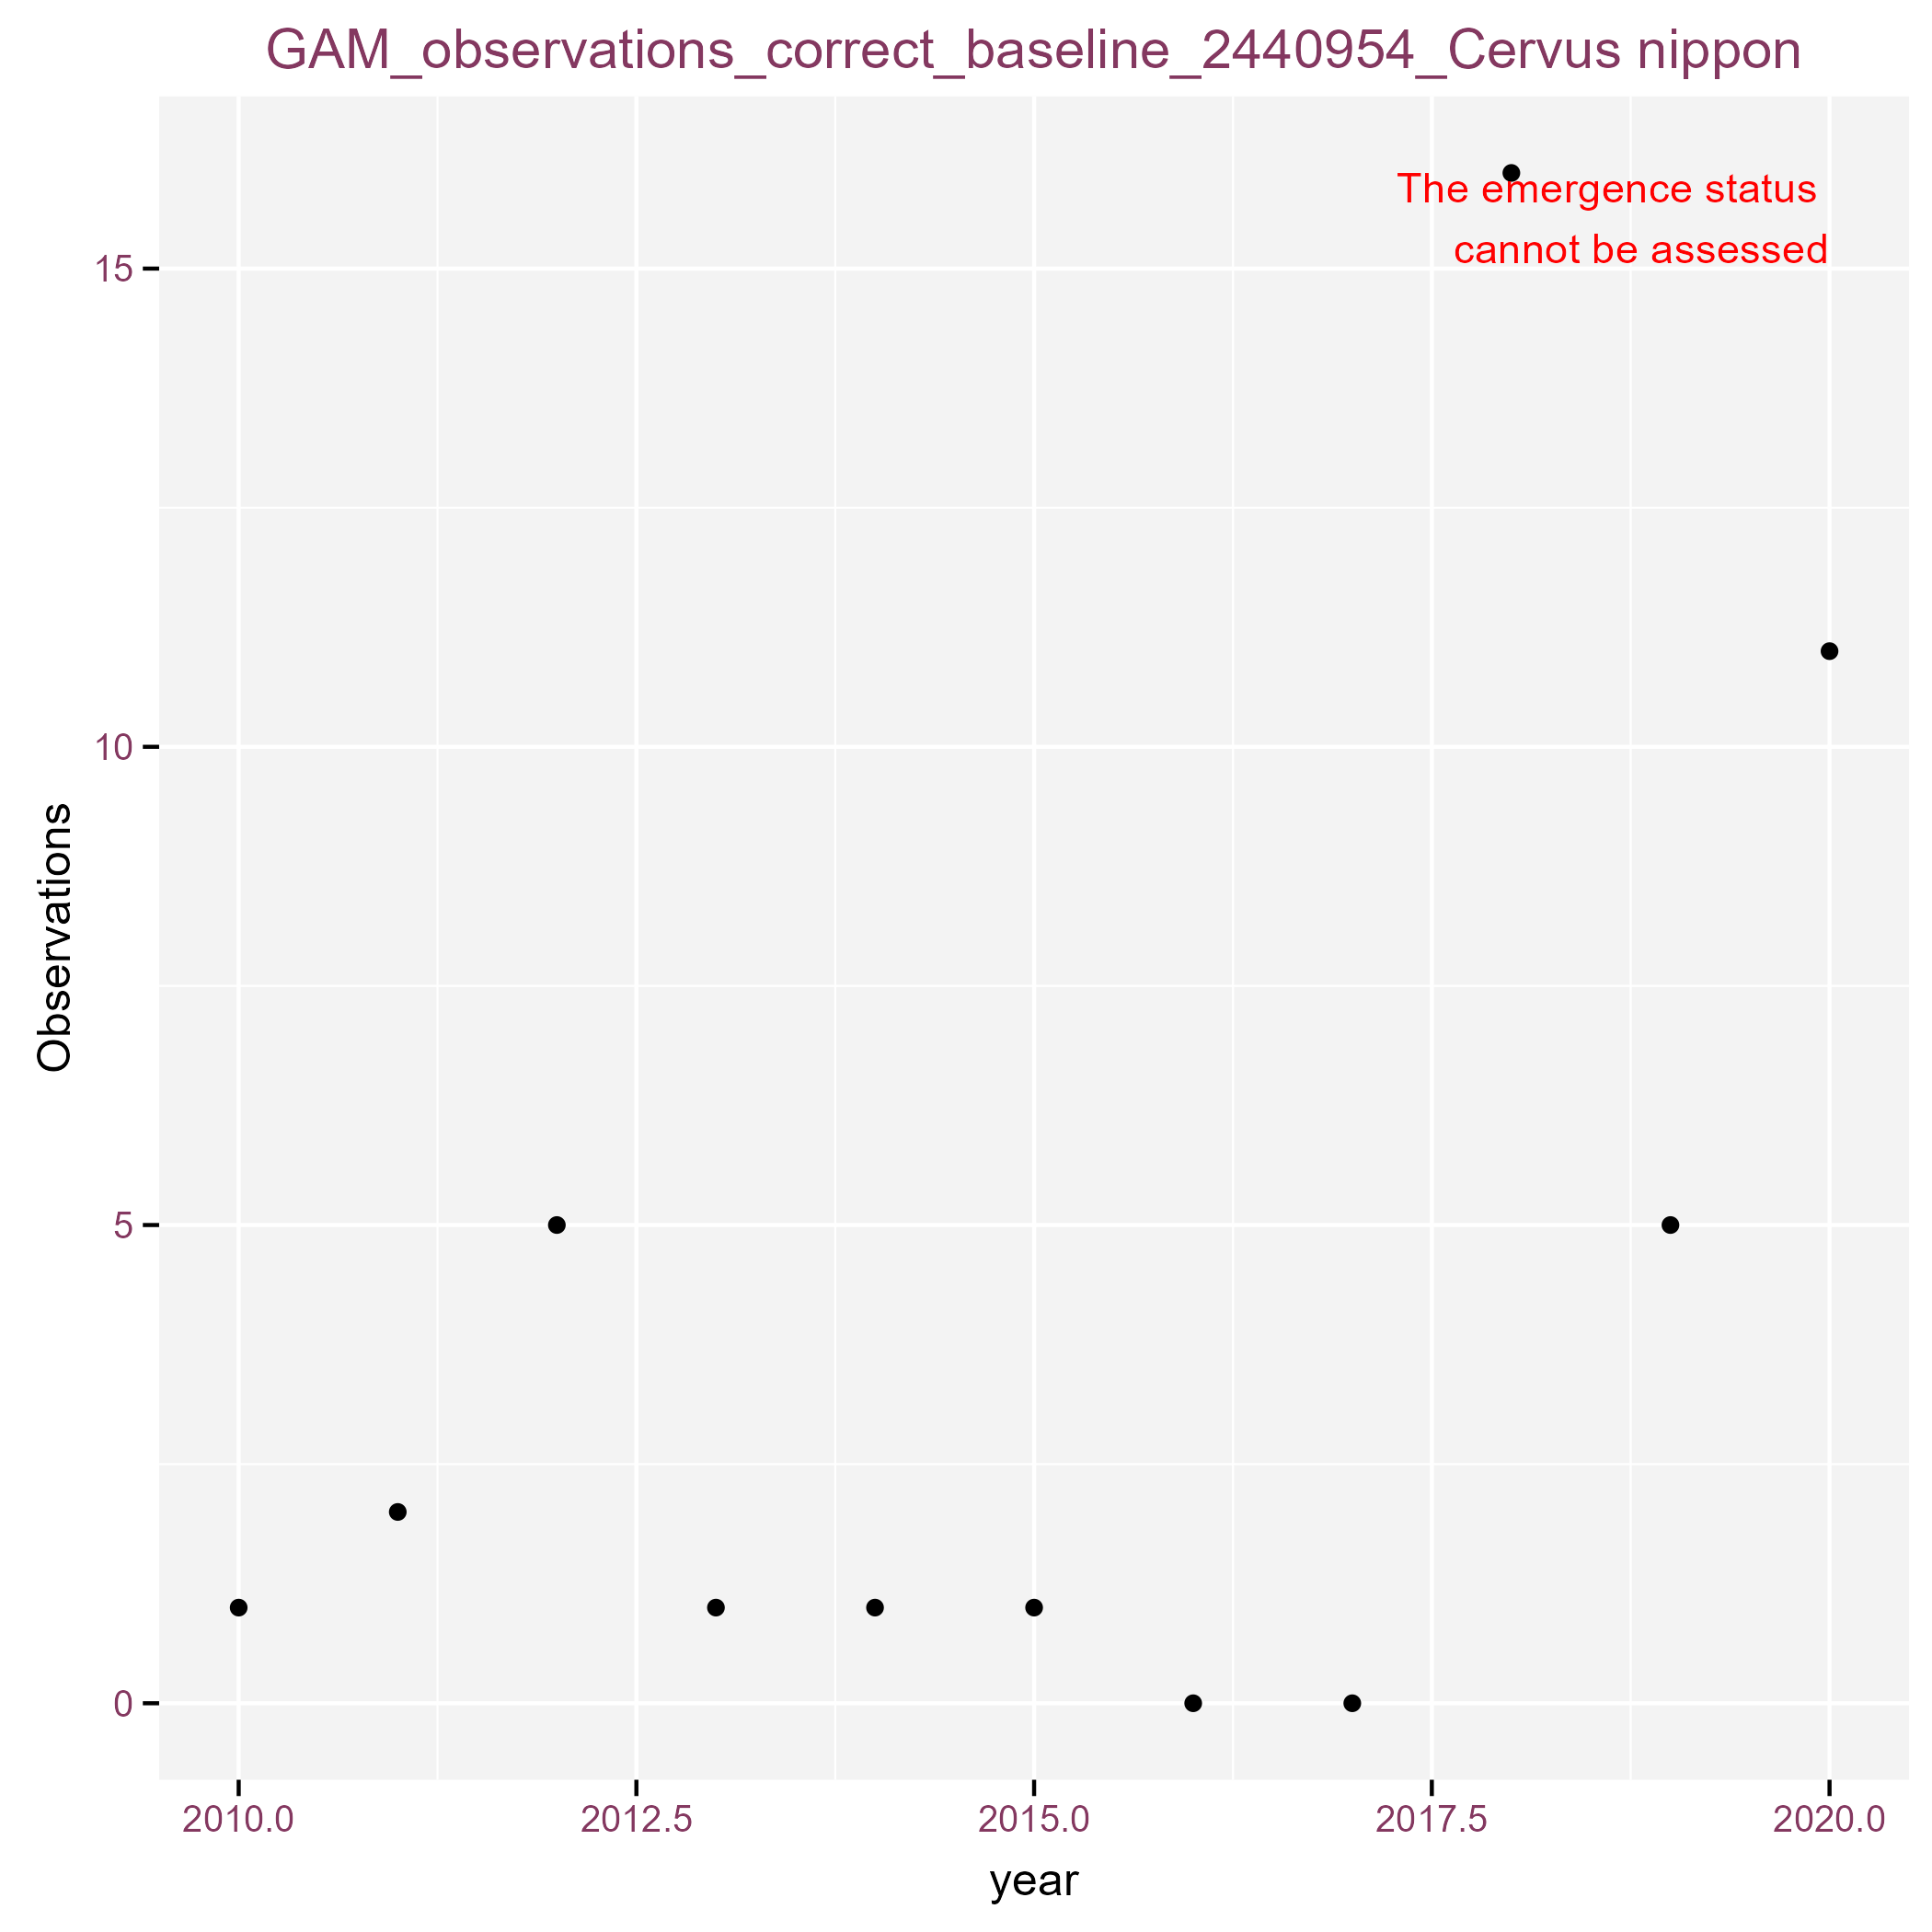 GAM_observations_correct_baseline_2440954_Cervus nippon
The emergence status
cannot be assessed
15
10
5
0
Observations
2010.0 2012.5 2015.0 2017.5 2020.0
year